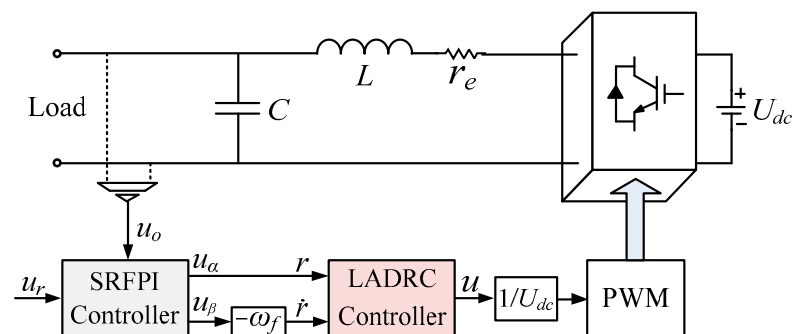 L
r_e
Load
C
+
-
U_dc
u_o
u_r
SRFPI
Controller
u_α
u_β
-ω_f
r
ṙ
LADRC
Controller
u
1/U_dc
PWM